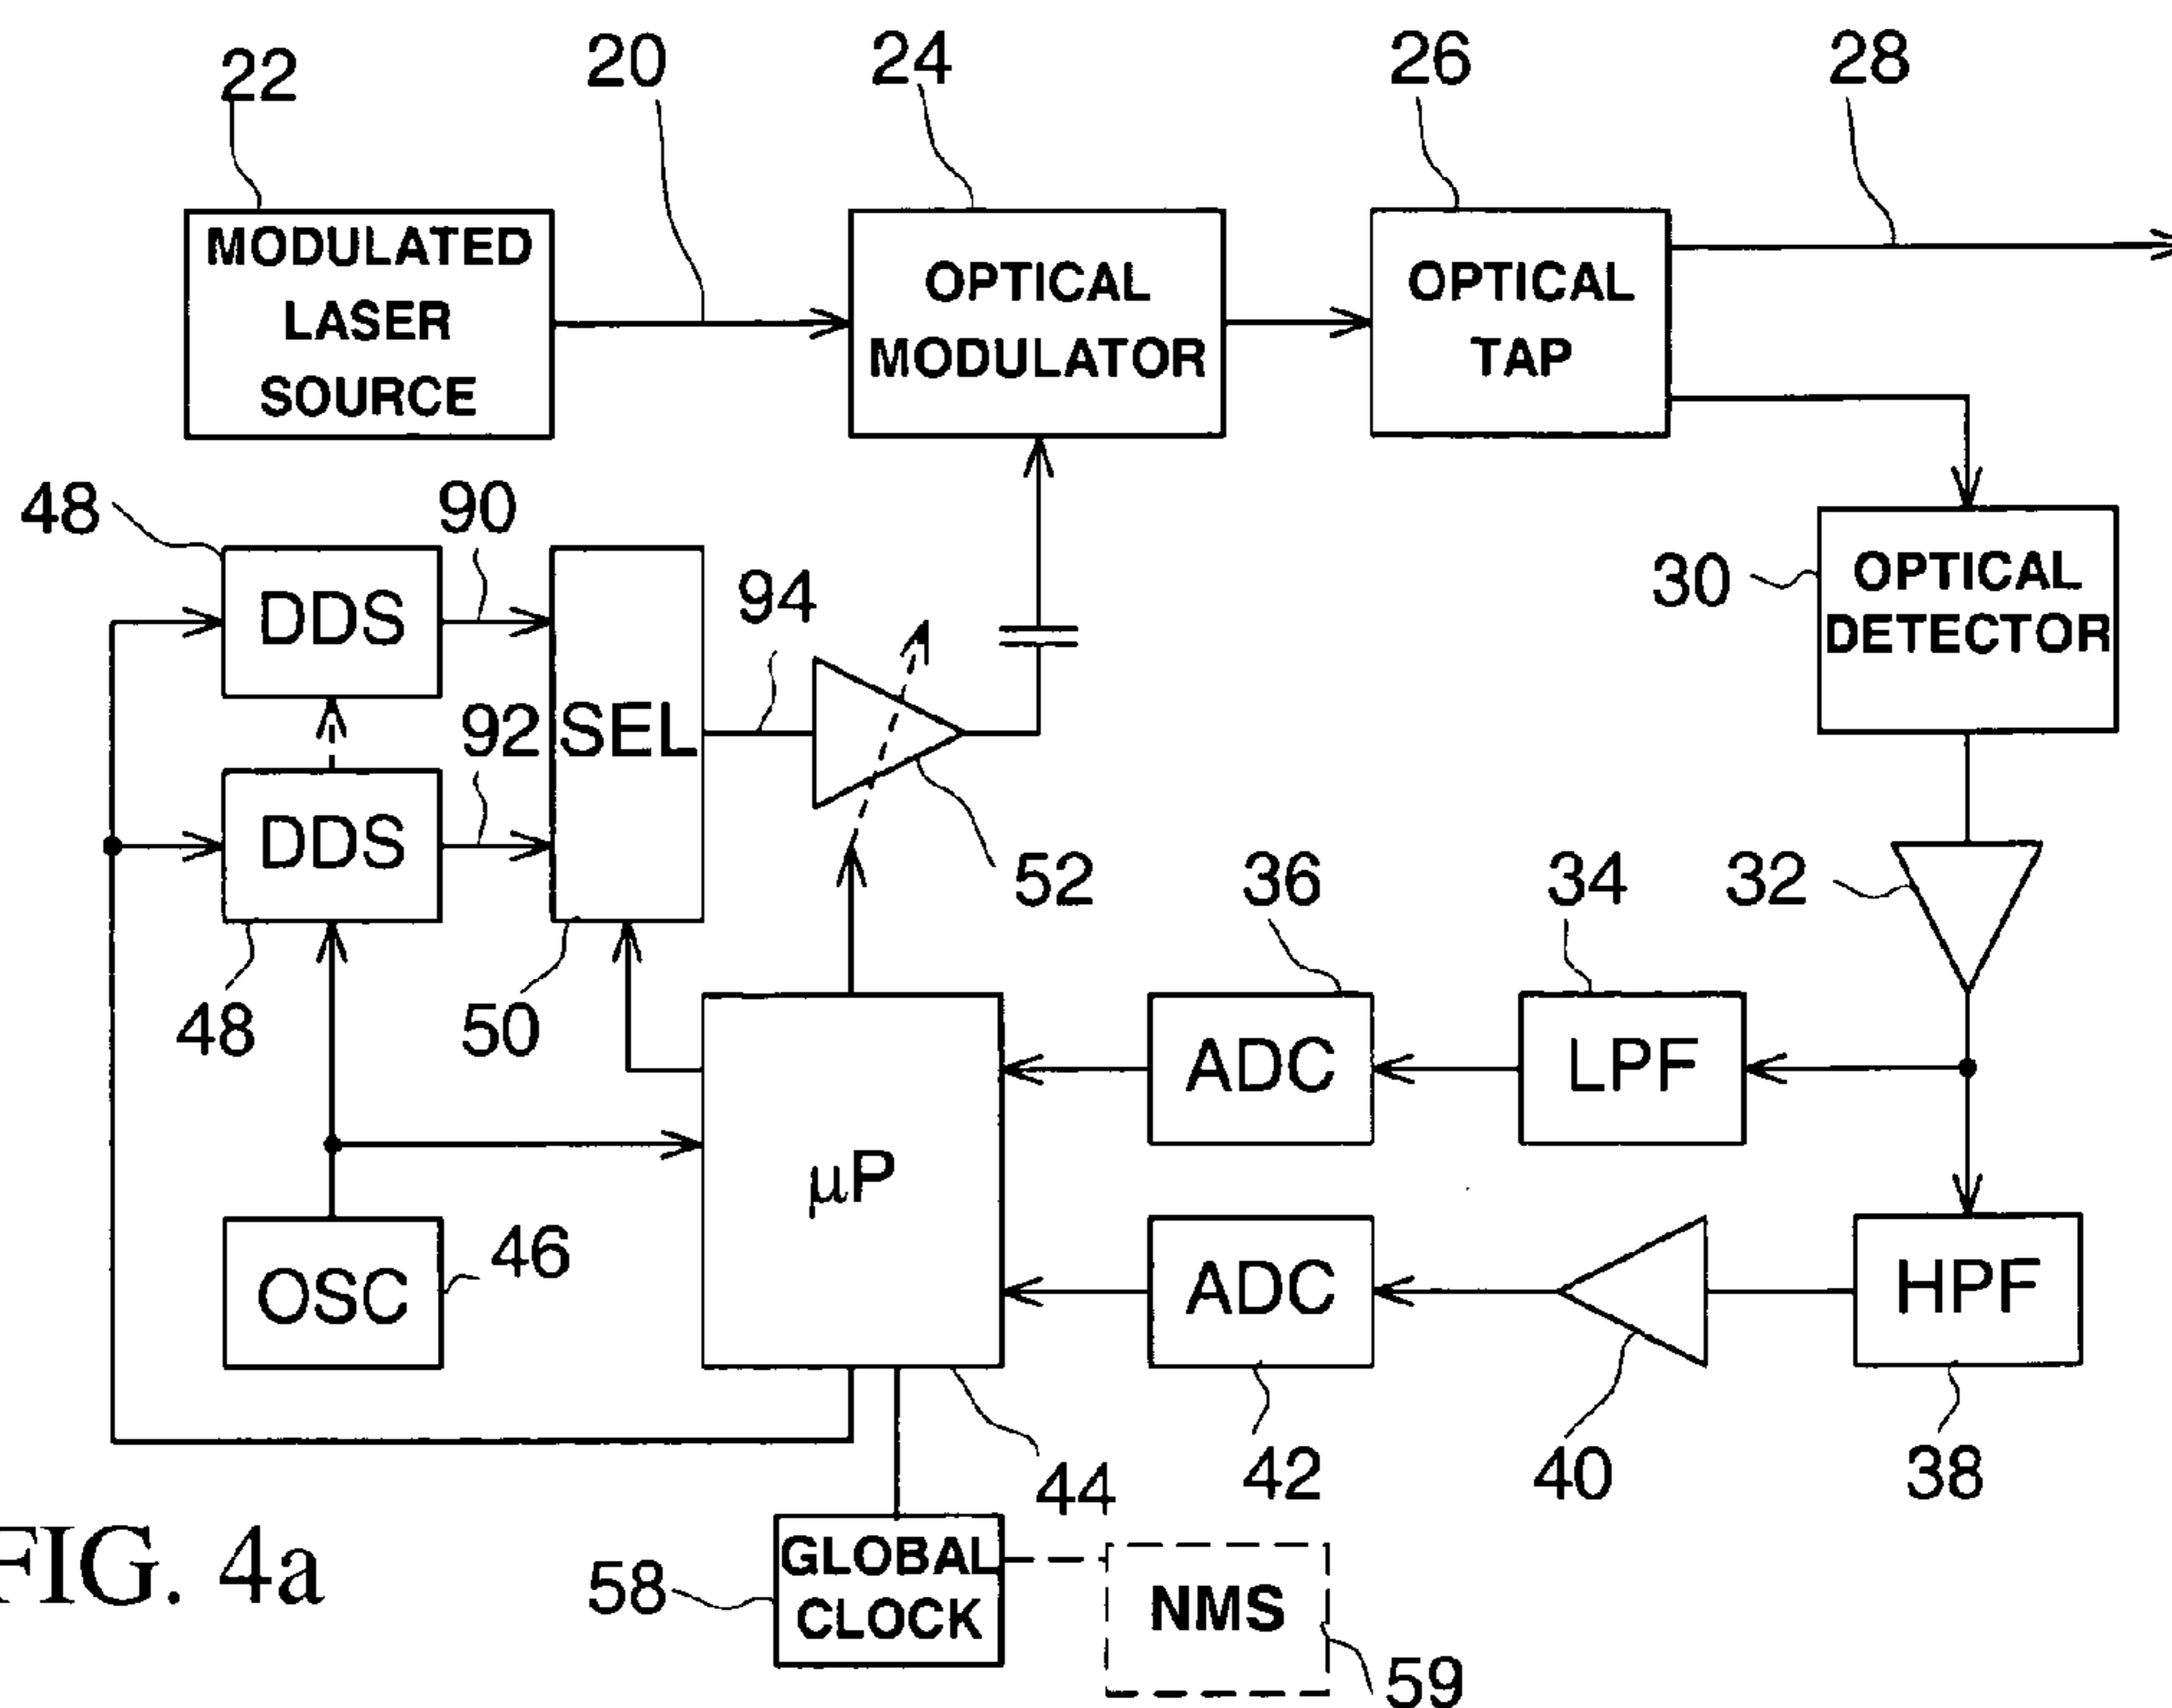 22
20
24
26
28
MODULATED
LASER
SOURCE
OPTICAL
MODULATOR
OPTICAL
TAP
48
90
94
30
OPTICAL
DETECTOR
DDS
92
SEL
DDS
52
36
34
32
48
50
ADC
LPF
µP
OSC
46
ADC
HPF
44
42
40
38
FIG. 4a
58
GLOBAL
CLOCK
NMS
59